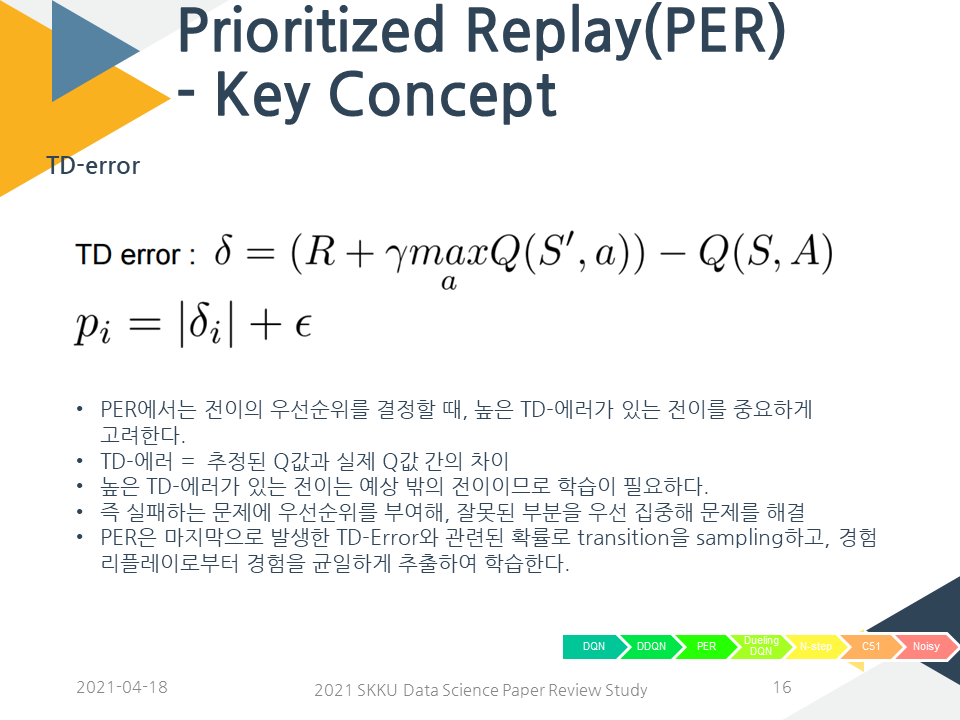 Prioritized Replay(PER)
- Key Concept
TD-error
TD error : δ = (R + γmaxQ(S′, a)) − Q(S, A)
a
pᵢ = |δᵢ| + ϵ
• PER에서는 전이의 우선순위를 결정할 때, 높은 TD-에러가 있는 전이를 중요하게
고려한다.
• TD-에러 = 추정된 Q값과 실제 Q값 간의 차이
• 높은 TD-에러가 있는 전이는 예상 밖의 전이이므로 학습이 필요하다.
• 즉 실패하는 문제에 우선순위를 부여해, 잘못된 부분을 우선 집중해 문제를 해결
• PER은 마지막으로 발생한 TD-Error와 관련된 확률로 transition을 sampling하고, 경험
리플레이로부터 경험을 균일하게 추출하여 학습한다.
DQN DDQN PER Dueling DQN N-step C51 Noisy
2021-04-18 2021 SKKU Data Science Paper Review Study 16